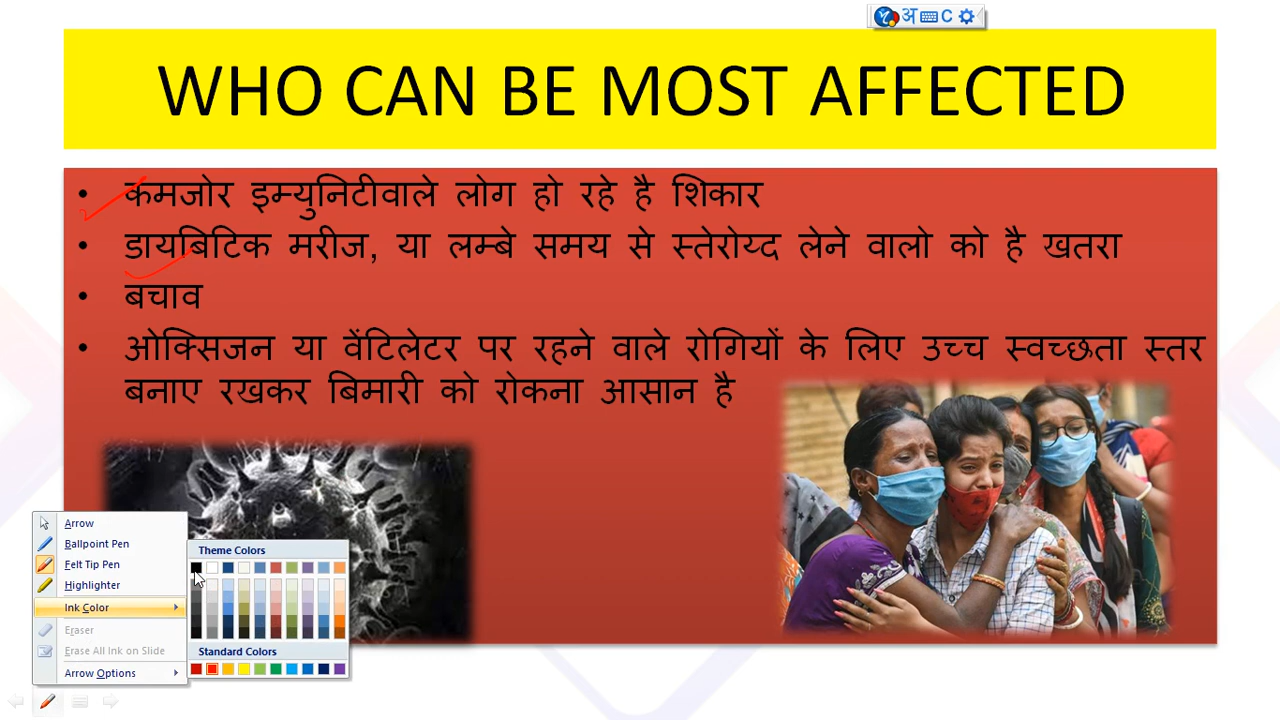 अ C
WHO CAN BE MOST AFFECTED
• कमजोर इम्युनिटीवाले लोग हो रहे है शिकार
• डायबिटिक मरीज, या लम्बे समय से स्तेरोय्द लेने वालो को है खतरा
• बचाव
• ओक्सिजन या वेंटिलेटर पर रहने वाले रोगियों के लिए उच्च स्वच्छता स्तर
बनाए रखकर बिमारी को रोकना आसान है
Arrow
Ballpoint Pen
Felt Tip Pen
Highlighter
Ink Color
Eraser
Erase All Ink on Slide
Arrow Options
Theme Colors
Standard Colors